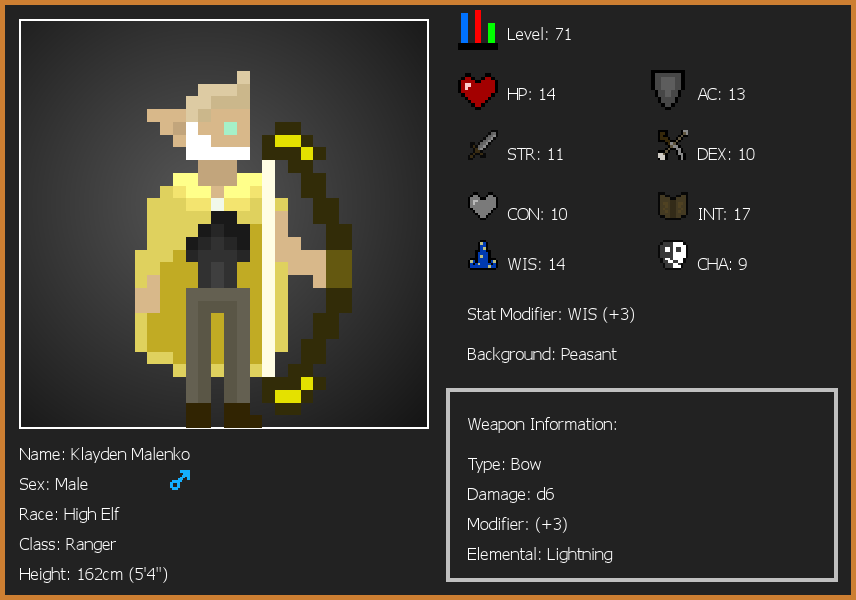 Level: 71
HP: 14
AC: 13
STR: 11
DEX: 10
CON: 10
INT: 17
WIS: 14
CHA: 9
Stat Modifier: WIS (+3)
Background: Peasant
Weapon Information:
Type: Bow
Damage: d6
Modifier: (+3)
Elemental: Lightning
Name: Klayden Malenko
Sex: Male
Race: High Elf
Class: Ranger
Height: 162cm (5'4")